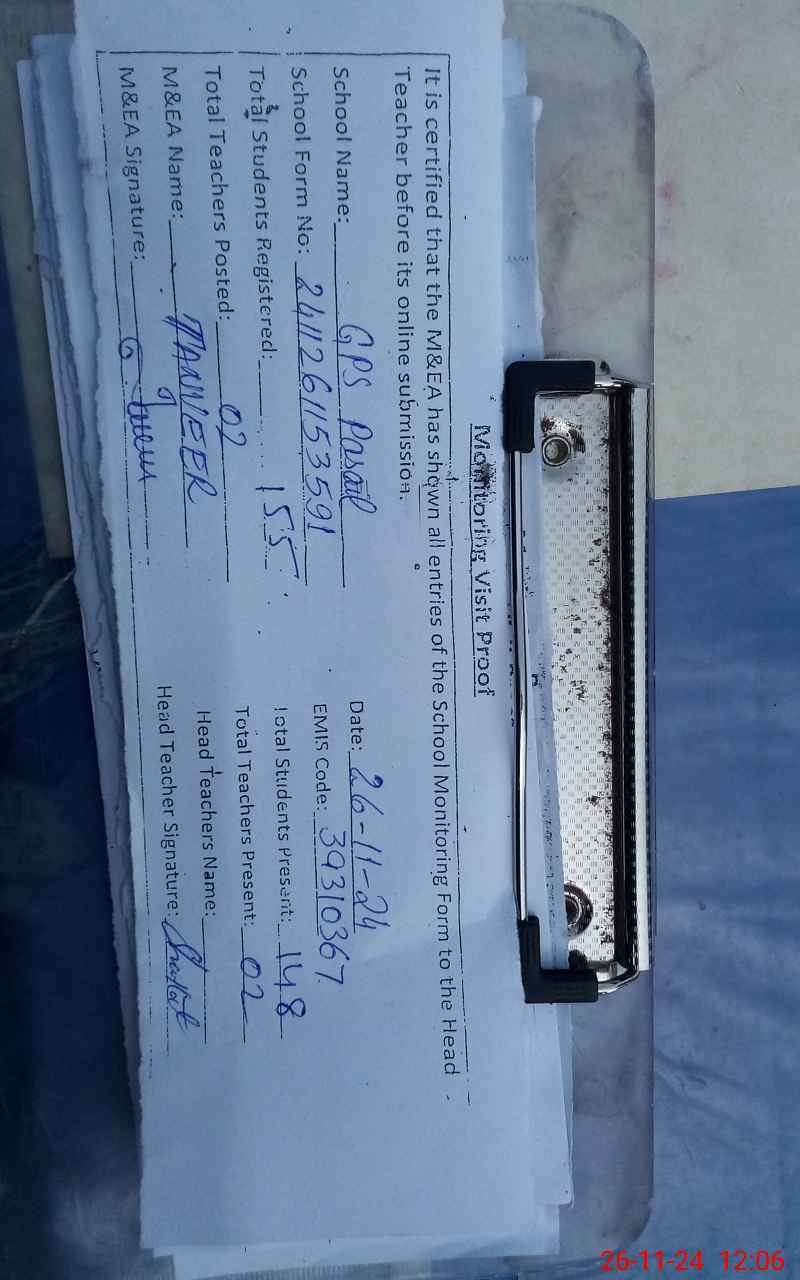 Monitoring Visit Proof
It is certified that the M&EA has shown all entries of the School Monitoring Form to the Head
Teacher before its online submission.
School Name: GPS Pasail Date: 26-11-24
School Form No: 2411261153591 EMIS Code: 39310367
Total Students Registered: 155 Total Students Present: 148
Total Teachers Posted: 02 Total Teachers Present: 02
M&EA Name: TANVEER Head Teachers Name:
M&EA Signature: Head Teacher Signature:
26-11-24 12:06